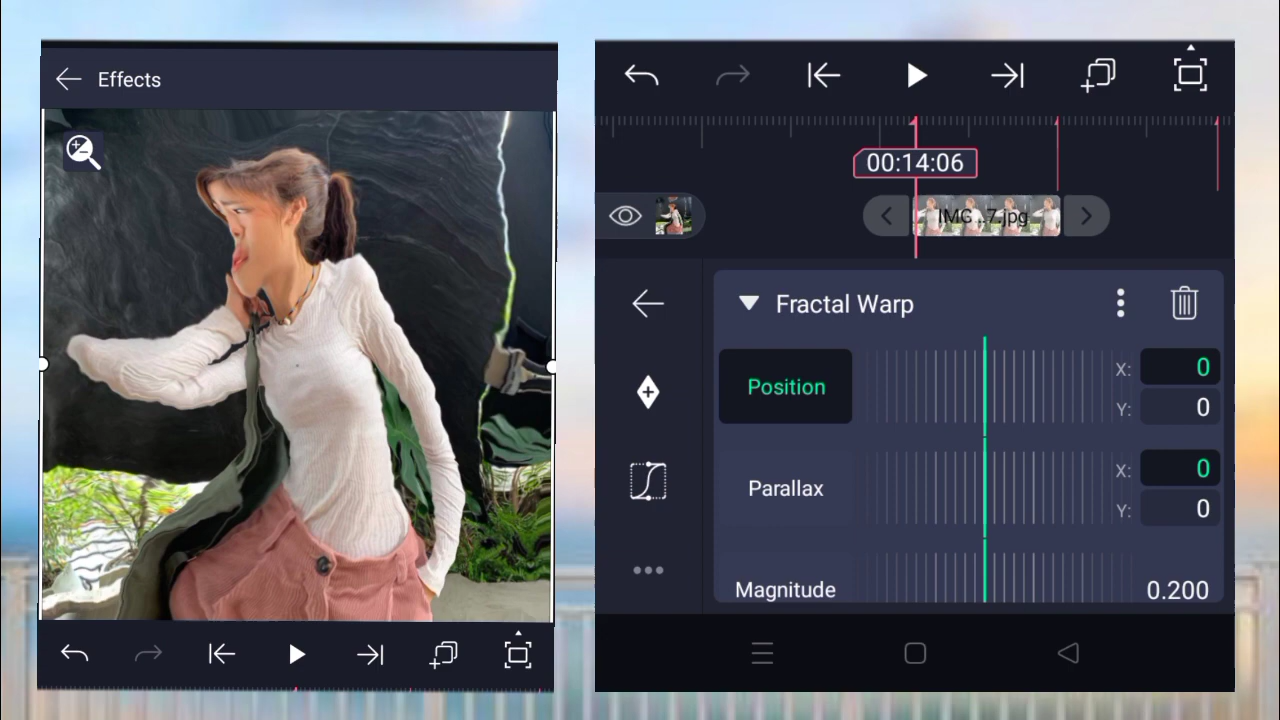 Effects
00:14:06
IMG ...7.jpg
Fractal Warp
Position
X: 0
Y: 0
Parallax
X: 0
Y: 0
Magnitude
0.200